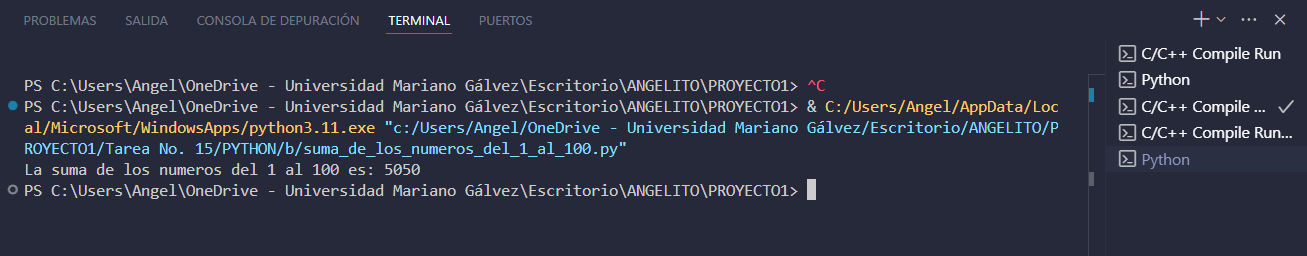 PROBLEMAS SALIDA CONSOLA DE DEPURACIÓN TERMINAL PUERTOS
PS C:\Users\Angel\OneDrive - Universidad Mariano Gálvez\Escritorio\ANGELITO\PROYECTO1> ^C
PS C:\Users\Angel\OneDrive - Universidad Mariano Gálvez\Escritorio\ANGELITO\PROYECTO1> & C:/Users/Angel/AppData/Loc
al/Microsoft/WindowsApps/python3.11.exe "c:/Users/Angel/OneDrive - Universidad Mariano Gálvez/Escritorio/ANGELITO/P
ROYECTO1/Tarea No. 15/PYTHON/b/suma_de_los_numeros_del_1_al_100.py"
La suma de los numeros del 1 al 100 es: 5050
PS C:\Users\Angel\OneDrive - Universidad Mariano Gálvez\Escritorio\ANGELITO\PROYECTO1>
C/C++ Compile Run
Python
C/C++ Compile ...
C/C++ Compile Run...
Python